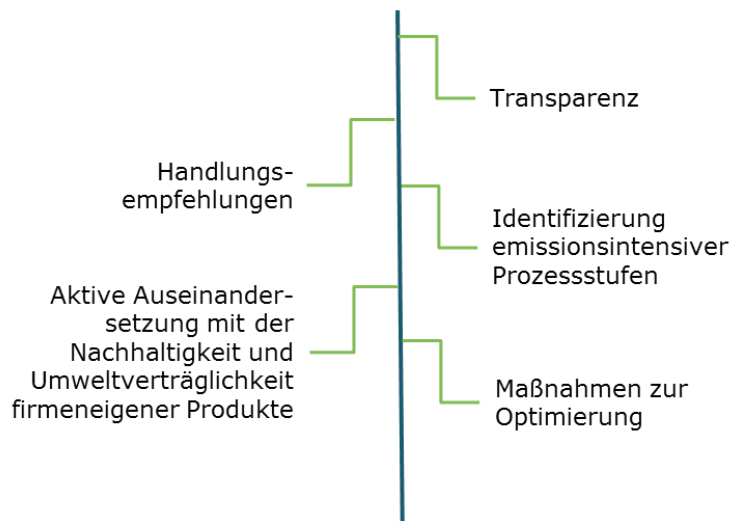 Transparenz
Handlungs-
empfehlungen
Identifizierung
emissionsintensiver
Prozessstufen
Aktive Auseinander-
setzung mit der
Nachhaltigkeit und
Umweltverträglichkeit
firmeneigener Produkte
Maßnahmen zur
Optimierung